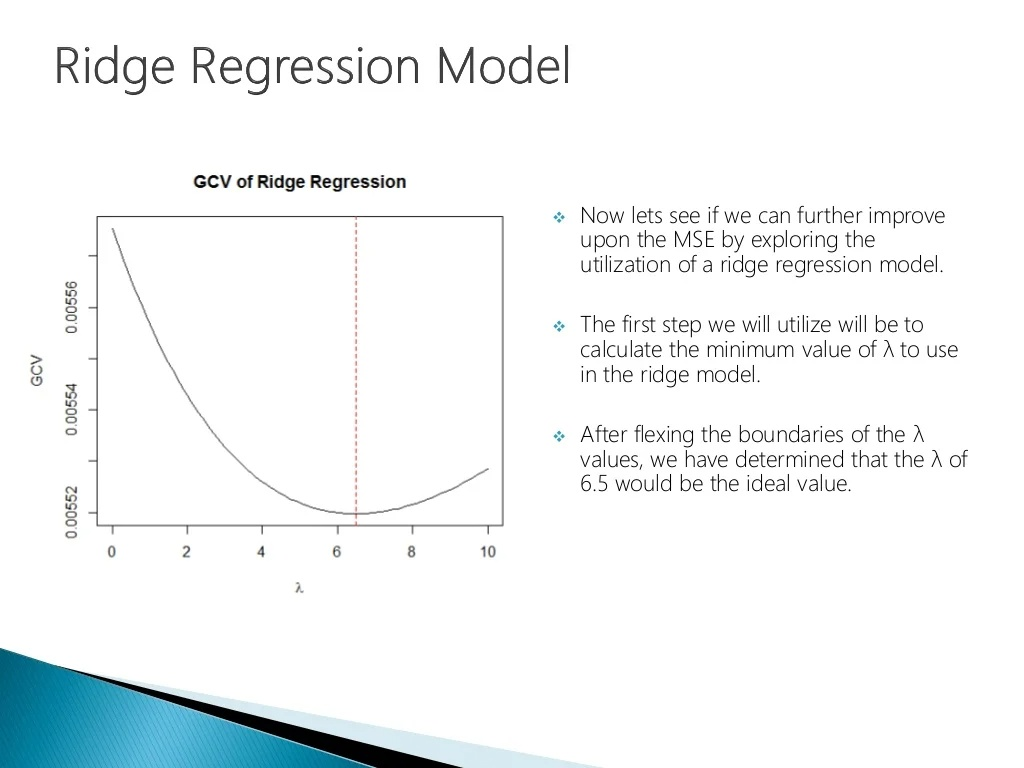 Ridge Regression Model
GCV of Ridge Regression
GCV
0.00556
0.00554
0.00552
0 2 4 6 8 10
λ
❖ Now lets see if we can further improve
upon the MSE by exploring the
utilization of a ridge regression model.
❖ The first step we will utilize will be to
calculate the minimum value of λ to use
in the ridge model.
❖ After flexing the boundaries of the λ
values, we have determined that the λ of
6.5 would be the ideal value.